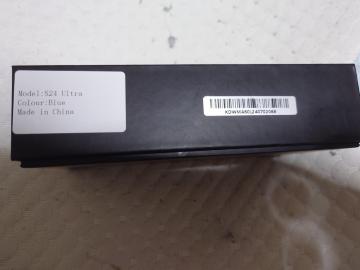 Model:S24 Ultra
Colour:Blue
Made in China